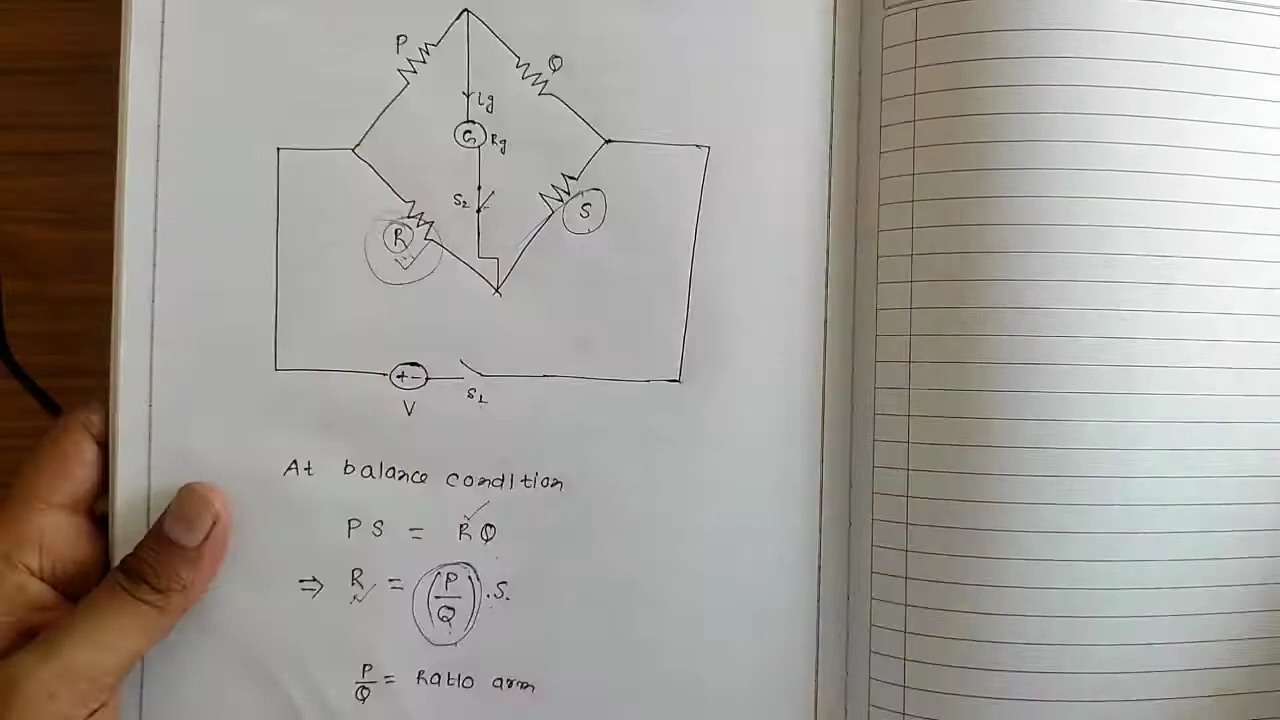 P
Q
Ig
G Rg
S2
S
R
+ -
V
S1
At balance condition
PS = RQ
⇒ R = (P/Q) .S.
P/Q = Ratio arm